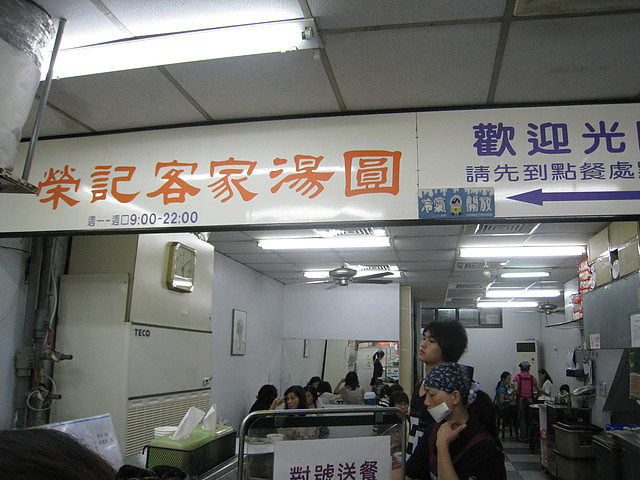 榮記客家湯圓
週一~週日9:00-22:00
歡迎光
請先到點餐處
冷氣開放
TECO
對號送餐